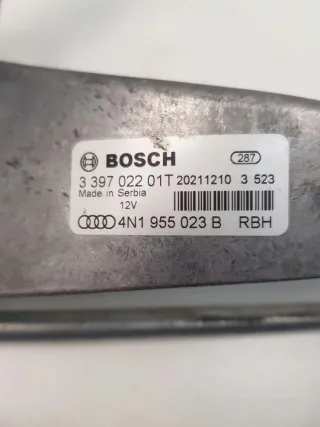 BOSCH 287
3 397 022 01T 20211210 3 523
Made in Serbia
12V
4N1 955 023 B RBH